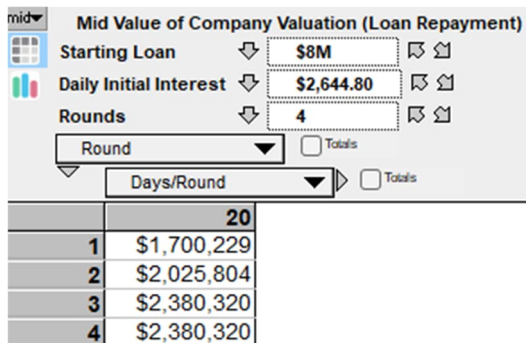 mid
Mid Value of Company Valuation (Loan Repayment)
Starting Loan $8M
Daily Initial Interest $2,644.80
Rounds 4
Round Totals
Days/Round Totals
20
1 $1,700,229
2 $2,025,804
3 $2,380,320
4 $2,380,320